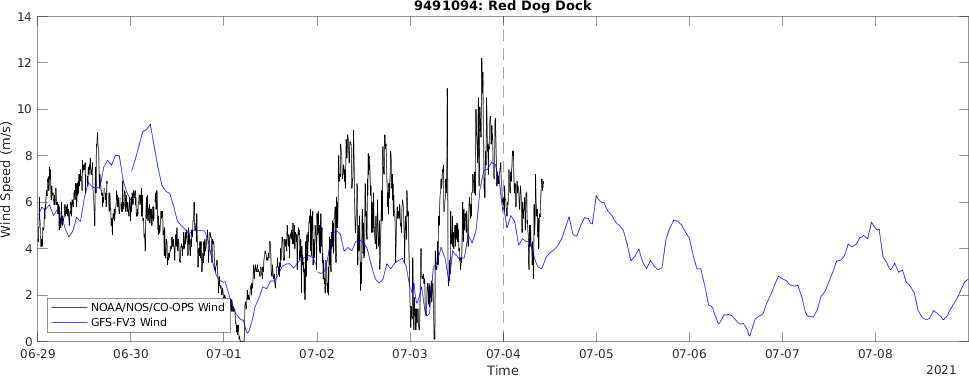 9491094: Red Dog Dock
Wind Speed (m/s)
14
12
10
8
6
4
2
0
NOAA/NOS/CO-OPS Wind
GFS-FV3 Wind
06-29 06-30 07-01 07-02 07-03 07-04 07-05 07-06 07-07 07-08
Time
2021